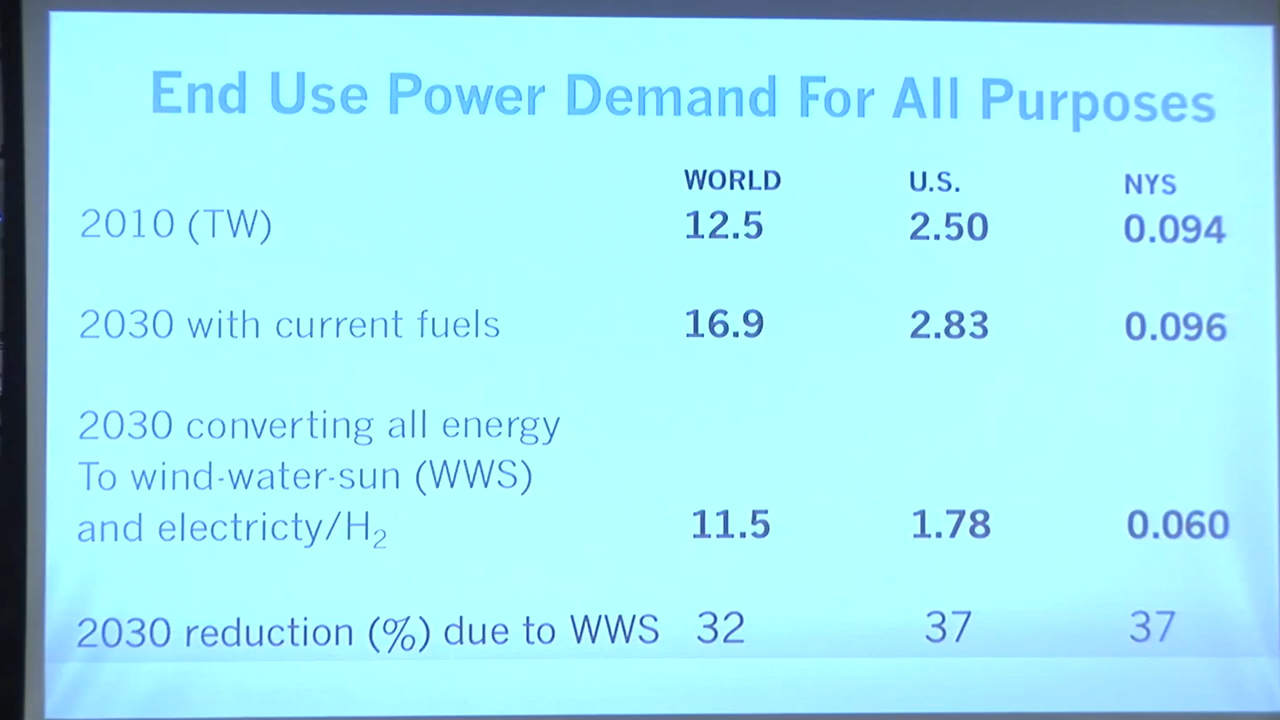 End Use Power Demand For All Purposes
WORLD U.S. NYS
2010 (TW) 12.5 2.50 0.094
2030 with current fuels 16.9 2.83 0.096
2030 converting all energy
To wind-water-sun (WWS)
and electricty/H₂ 11.5 1.78 0.060
2030 reduction (%) due to WWS 32 37 37